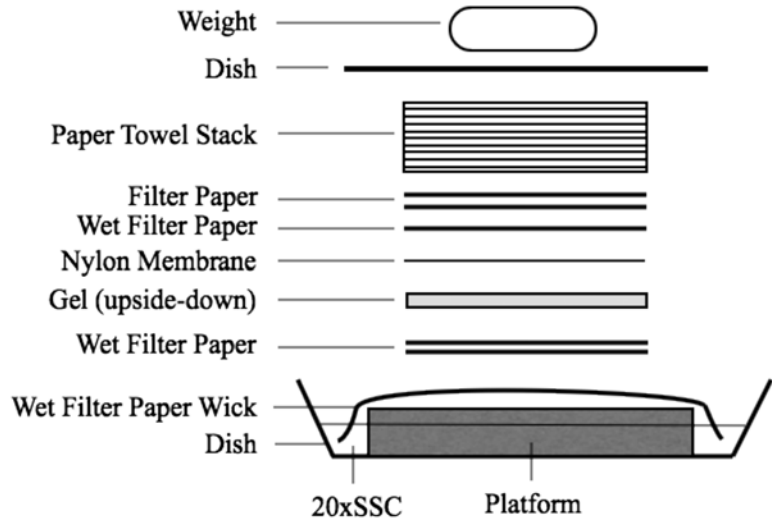 Weight
Dish
Paper Towel Stack
Filter Paper
Wet Filter Paper
Nylon Membrane
Gel (upside-down)
Wet Filter Paper
Wet Filter Paper Wick
Dish
20xSSC
Platform